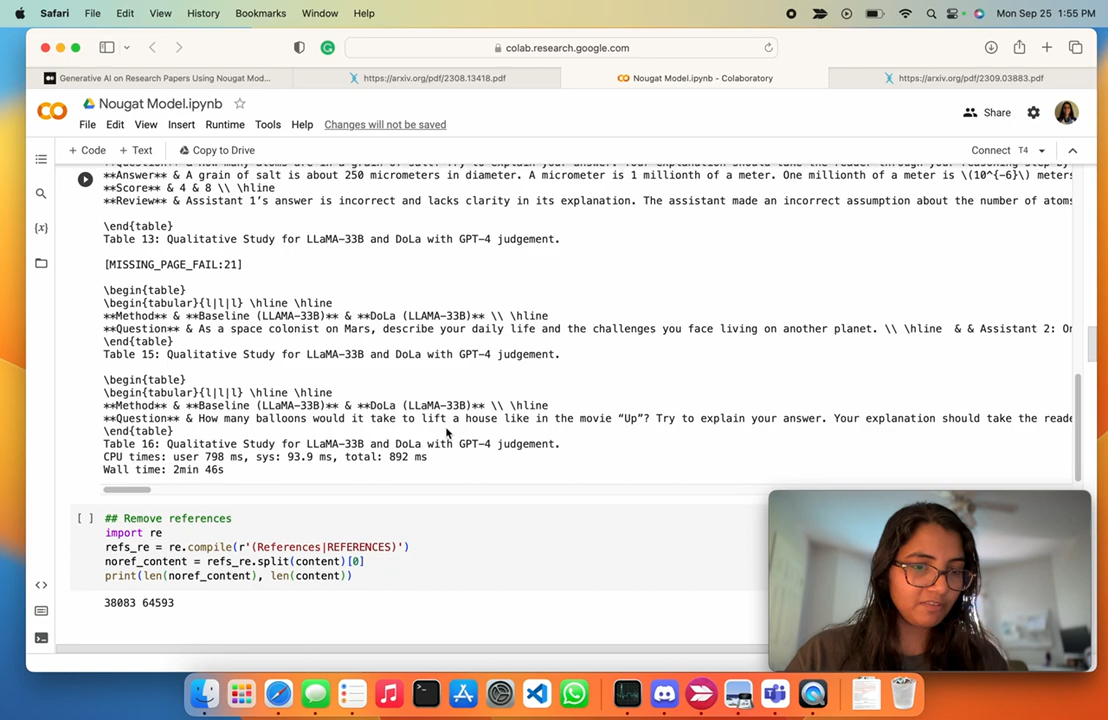 Safari File Edit View History Bookmarks Window Help Mon Sep 25 1:55 PM
colab.research.google.com
Generative AI on Research Papers Using Nougat Mod... https://arxiv.org/pdf/2308.13418.pdf Nougat Model.ipynb - Colaboratory https://arxiv.org/pdf/2309.03883.pdf
Nougat Model.ipynb
File Edit View Insert Runtime Tools Help Changes will not be saved Share
+ Code + Text Copy to Drive Connect T4
**Answer** & A grain of salt is about 250 micrometers in diameter. A micrometer is 1 millionth of a meter. One millionth of a meter is \(10^{-6}\) meters
**Score** & 4 & 8 \\ \hline
**Review** & Assistant 1's answer is incorrect and lacks clarity in its explanation. The assistant made an incorrect assumption about the number of atoms
\end{table}
Table 13: Qualitative Study for LLaMA-33B and DoLa with GPT-4 judgement.
[MISSING_PAGE_FAIL:21]
\begin{table}
\begin{tabular}{l|l|l} \hline \hline
**Method** & **Baseline (LLAMA-33B)** & **DoLa (LLAMA-33B)** \\ \hline
**Question** & As a space colonist on Mars, describe your daily life and the challenges you face living on another planet. \\ \hline & & Assistant 2: On
\end{table}
Table 15: Qualitative Study for LLaMA-33B and DoLa with GPT-4 judgement.
\begin{table}
\begin{tabular}{l|l|l} \hline \hline
**Method** & **Baseline (LLaMA-33B)** & **DoLa (LLaMA-33B)** \\ \hline
**Question** & How many balloons would it take to lift a house like in the movie “Up”? Try to explain your answer. Your explanation should take the reade
\end{table}
Table 16: Qualitative Study for LLaMA-33B and DoLa with GPT-4 judgement.
CPU times: user 798 ms, sys: 93.9 ms, total: 892 ms
Wall time: 2min 46s
[ ] ## Remove references
import re
refs_re = re.compile(r'(References|REFERENCES)')
noref_content = refs_re.split(content)[0]
print(len(noref_content), len(content))
38083 64593